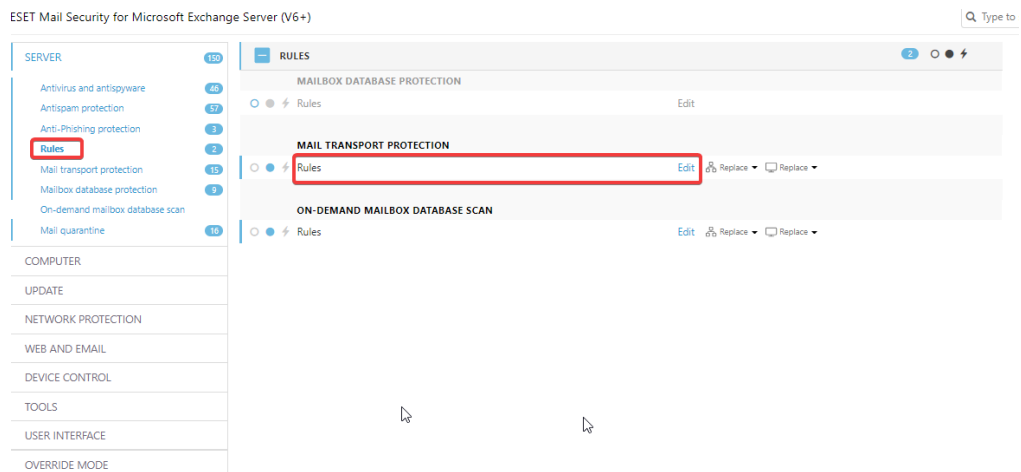 ESET Mail Security for Microsoft Exchange Server (V6+)
Type to
SERVER 150
Antivirus and antispyware 46
Antispam protection 57
Anti-Phishing protection 3
Rules 2
Mail transport protection 15
Mailbox database protection 9
On-demand mailbox database scan
Mail quarantine 16
COMPUTER
UPDATE
NETWORK PROTECTION
WEB AND EMAIL
DEVICE CONTROL
TOOLS
USER INTERFACE
OVERRIDE MODE
RULES 2
MAILBOX DATABASE PROTECTION
Rules Edit
MAIL TRANSPORT PROTECTION
Rules Edit Replace Replace
ON-DEMAND MAILBOX DATABASE SCAN
Rules Edit Replace Replace